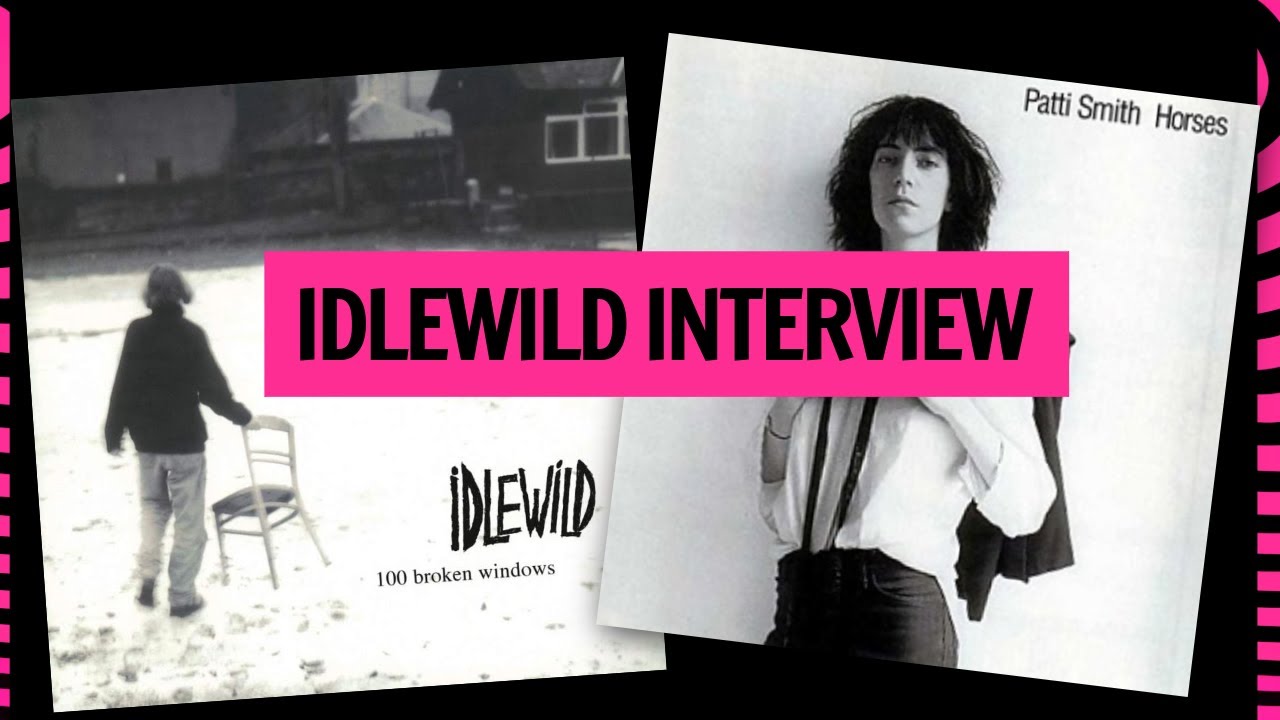 Patti Smith Horses
IDLEWILD INTERVIEW
iDLEWiLD
100 broken windows